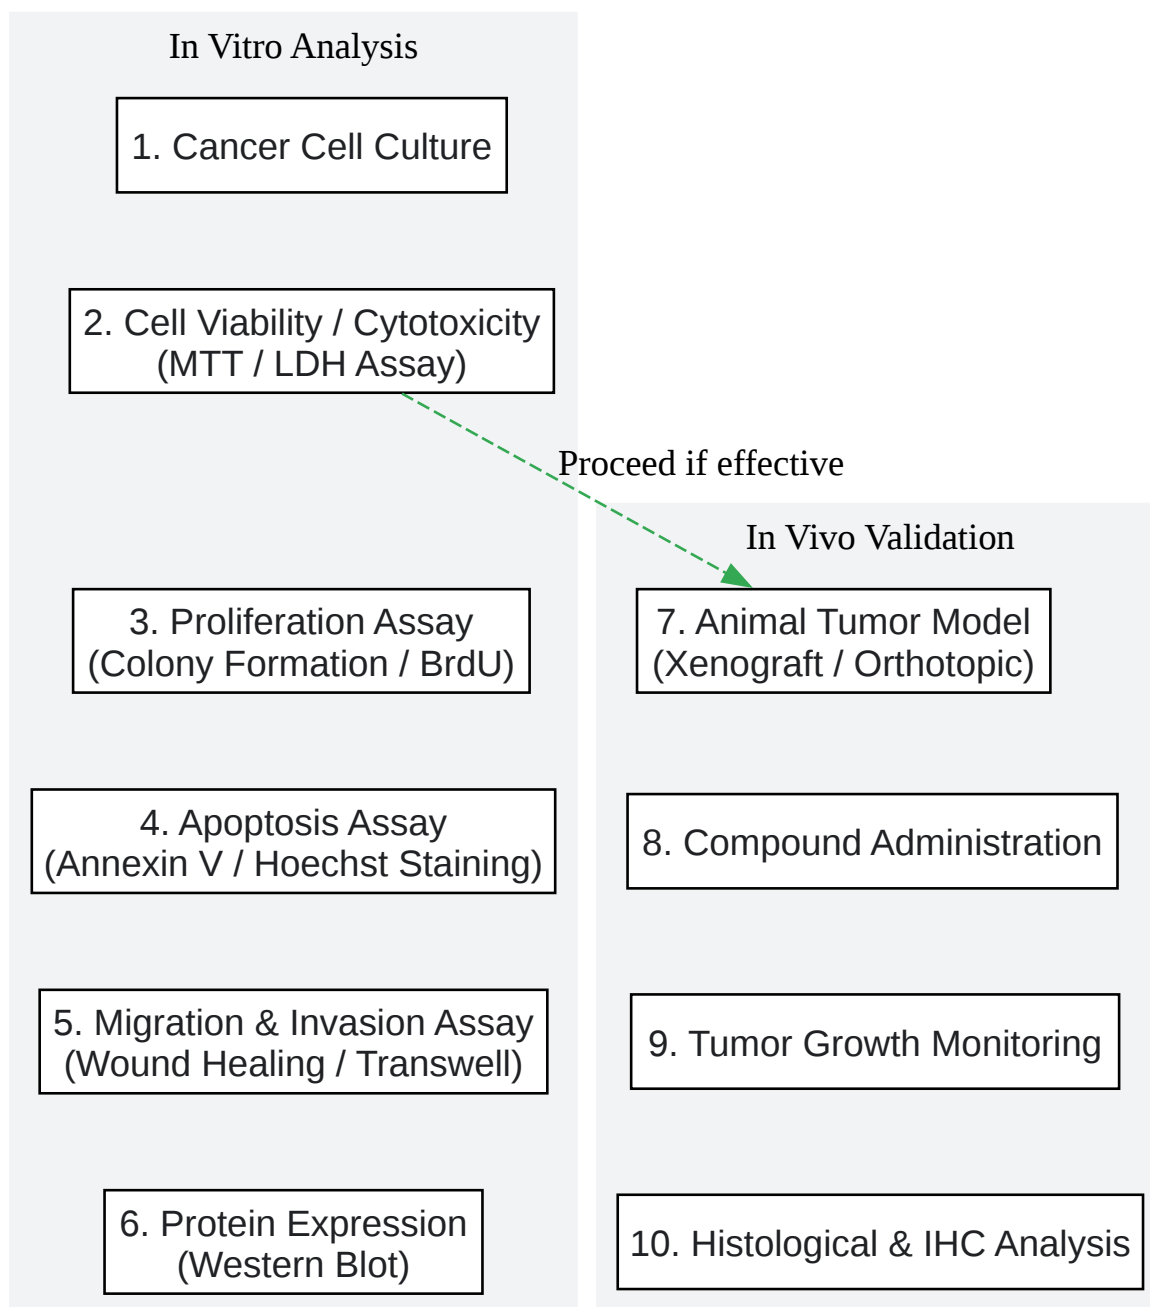 In Vitro Analysis
1. Cancer Cell Culture
2. Cell Viability / Cytotoxicity
(MTT / LDH Assay)
Proceed if effective
3. Proliferation Assay
(Colony Formation / BrdU)
4. Apoptosis Assay
(Annexin V / Hoechst Staining)
5. Migration & Invasion Assay
(Wound Healing / Transwell)
6. Protein Expression
(Western Blot)
In Vivo Validation
7. Animal Tumor Model
(Xenograft / Orthotopic)
8. Compound Administration
9. Tumor Growth Monitoring
10. Histological & IHC Analysis